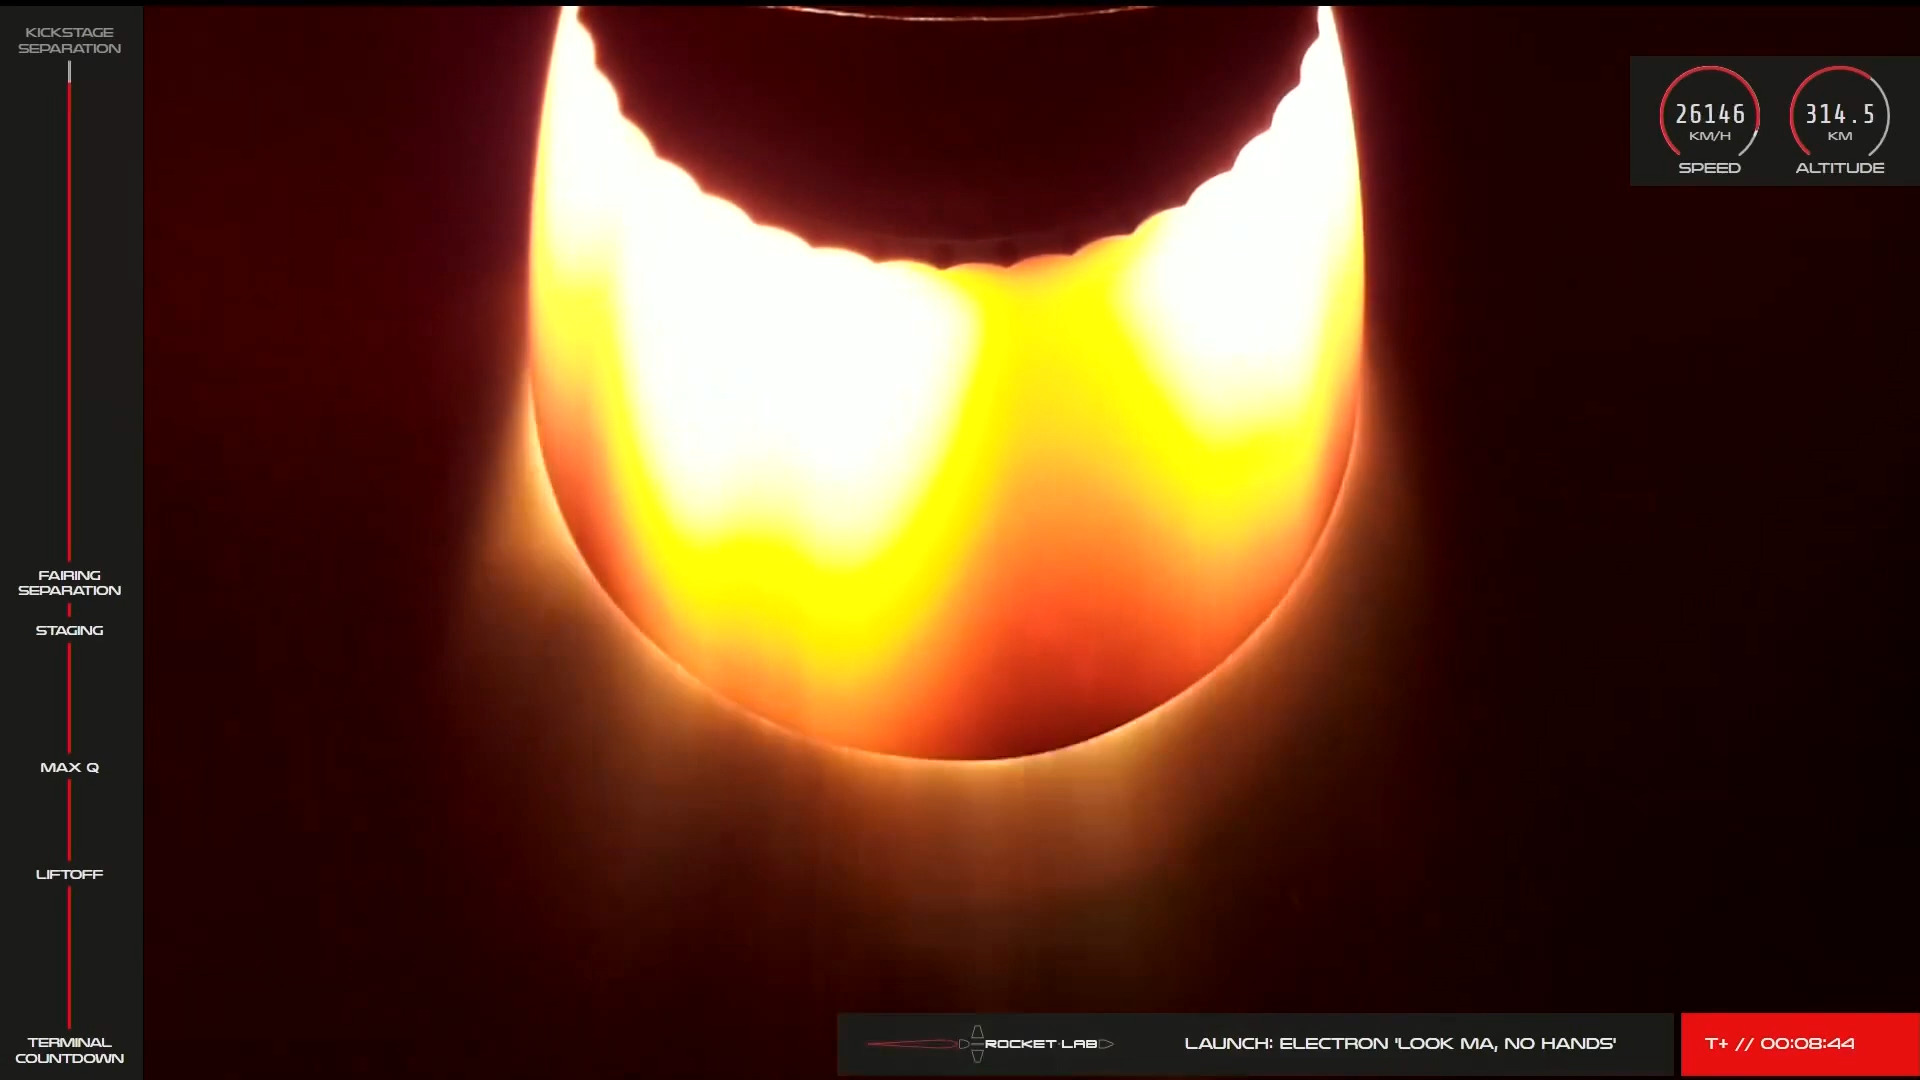 KICKSTAGE
SEPARATION
FAIRING
SEPARATION
STAGING
MAX Q
LIFTOFF
TERMINAL
COUNTDOWN
26146
KM/H
SPEED
314.5
KM
ALTITUDE
ROCKET LAB
LAUNCH: ELECTRON 'LOOK MA, NO HANDS'
T+ // 00:08:44